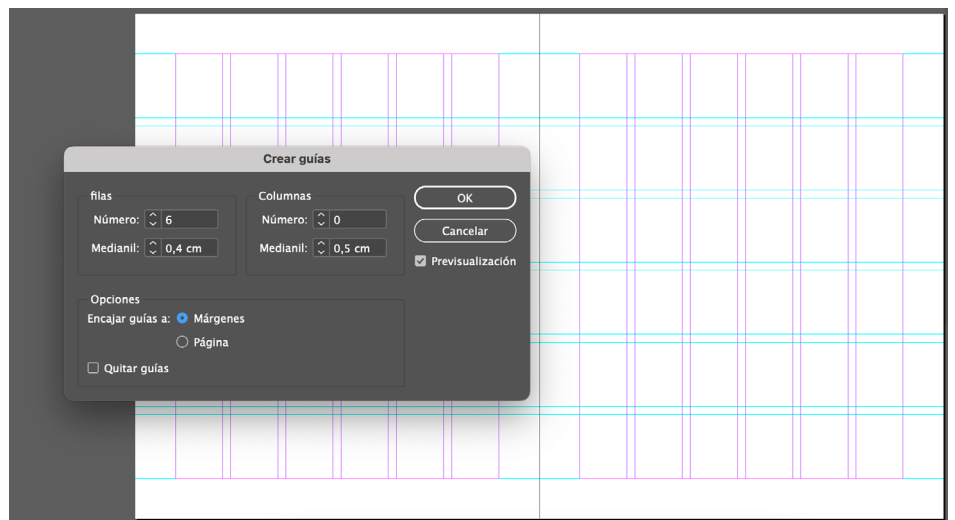 Crear guías
filas
Número: 6
Medianil: 0,4 cm
Columnas
Número: 0
Medianil: 0,5 cm
OK
Cancelar
Previsualización
Opciones
Encajar guías a: Márgenes
Página
Quitar guías